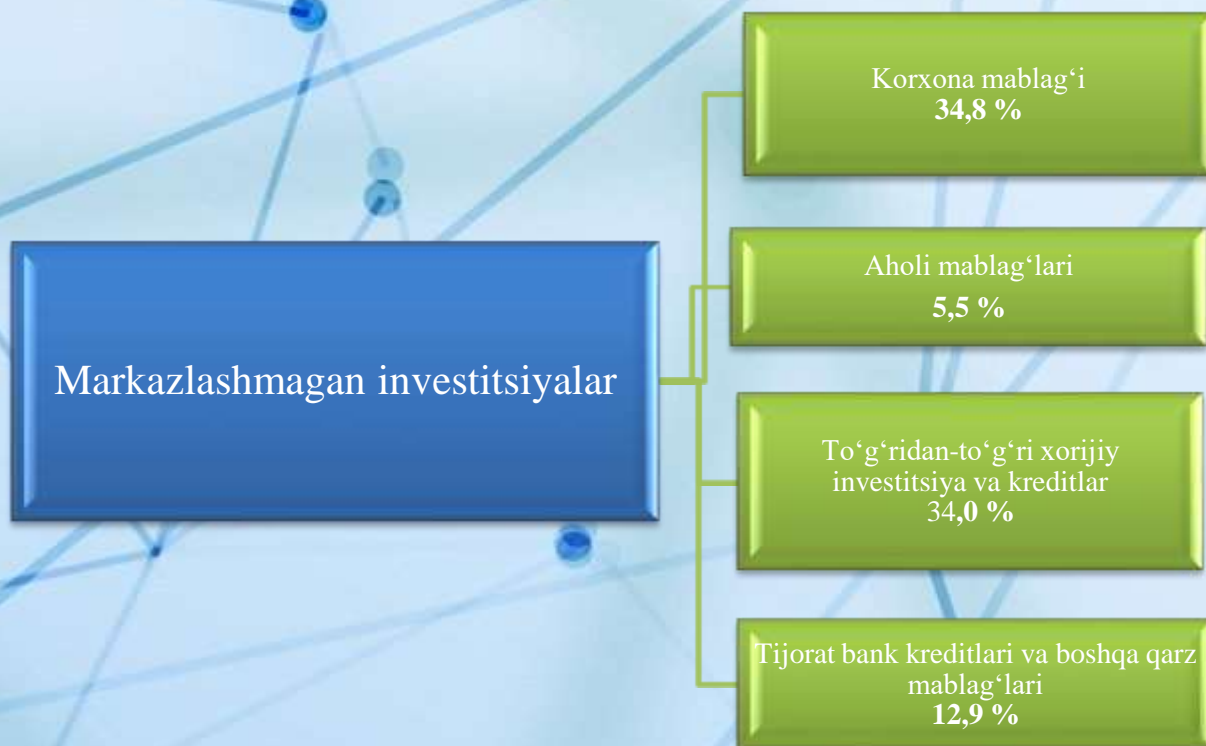 Korxona mablag‘i
34,8 %
Aholi mablag‘lari
5,5 %
Markazlashmagan investitsiyalar
To‘g‘ridan-to‘g‘ri xorijiy
investitsiya va kreditlar
34,0 %
Tijorat bank kreditlari va boshqa qarz
mablag‘lari
12,9 %